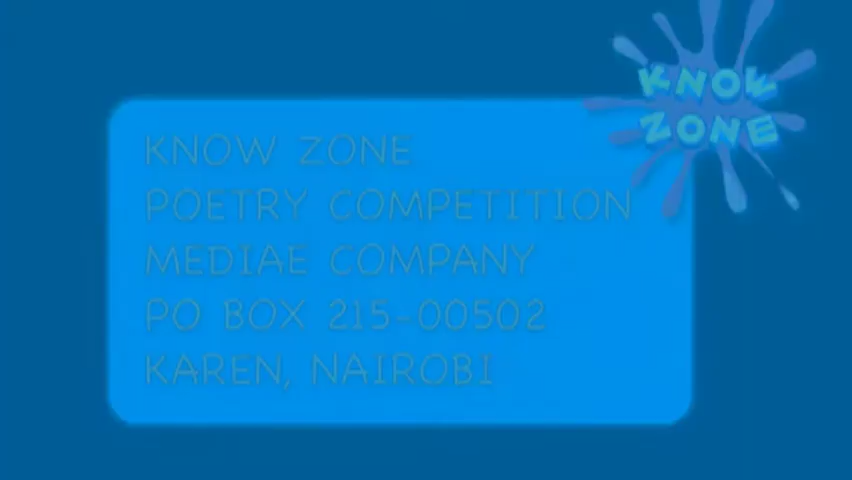 KNOW
ZONE
KNOW ZONE
POETRY COMPETITION
MEDIAE COMPANY
PO BOX 215-00502
KAREN, NAIROBI